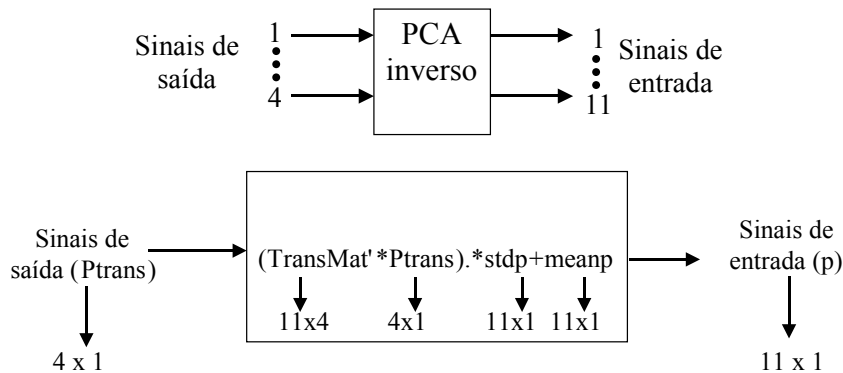 Sinais de
saída
1
4
PCA
inverso
1
11
Sinais de
entrada
Sinais de
saída (Ptrans)
4 x 1
(TransMat' *Ptrans).*stdp+meanp
11x4 4x1 11x1 11x1
Sinais de
entrada (p)
11 x 1